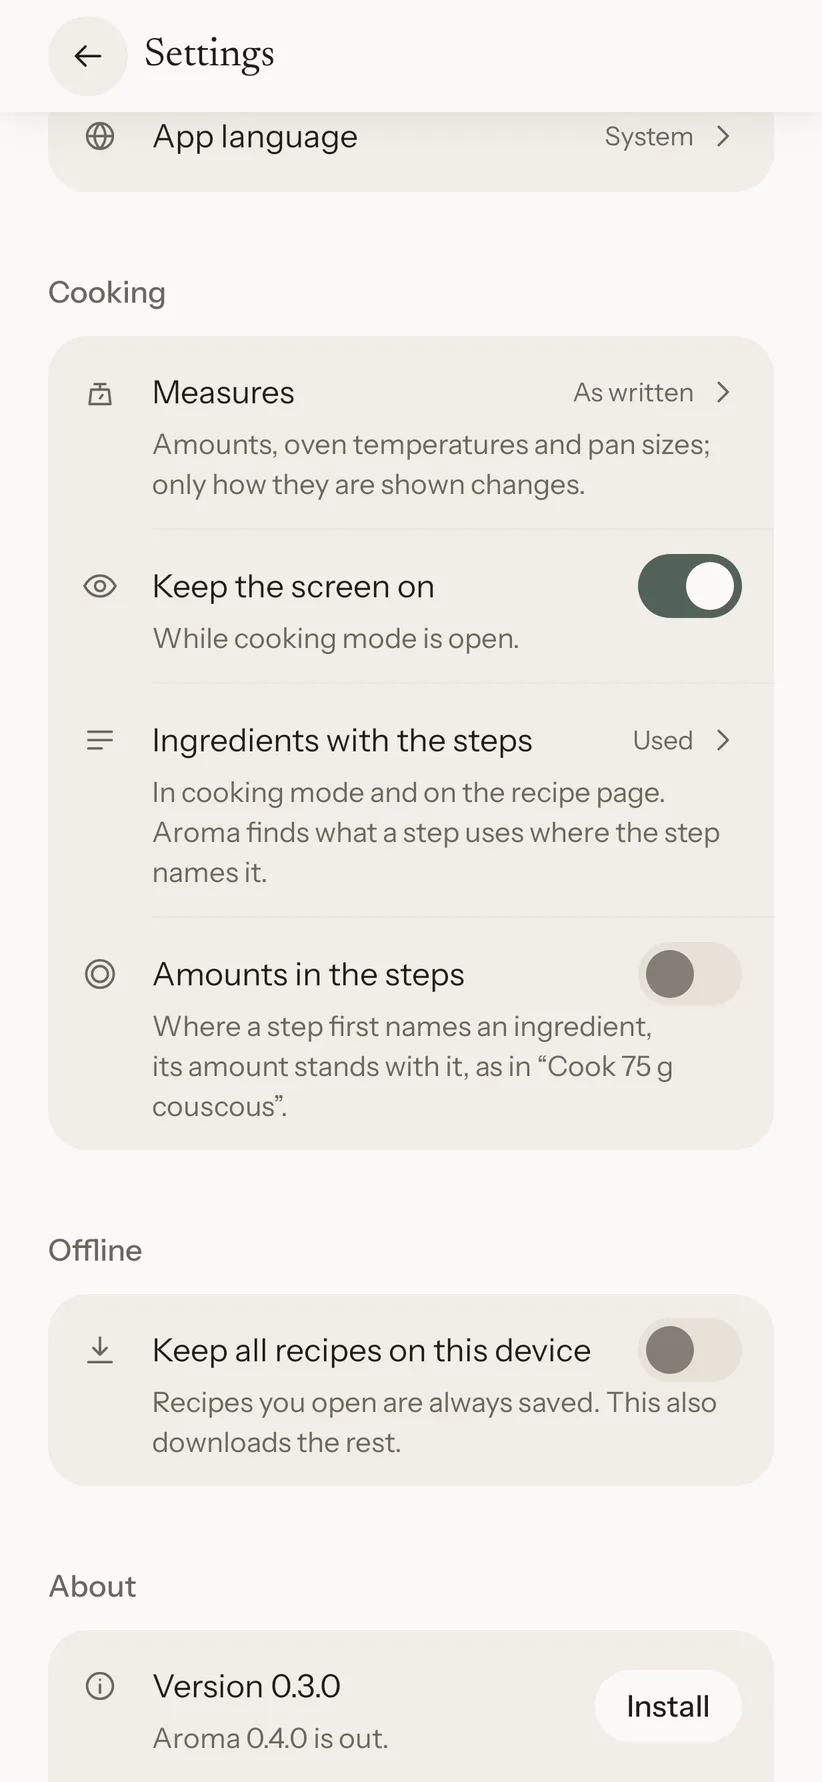 Settings
App language
System
Cooking
Measures
As written
Amounts, oven temperatures and pan sizes;
only how they are shown changes.
Keep the screen on
While cooking mode is open.
Ingredients with the steps
Used
In cooking mode and on the recipe page.
Aroma finds what a step uses where the step
names it.
Amounts in the steps
Where a step first names an ingredient,
its amount stands with it, as in “Cook 75 g
couscous”.
Offline
Keep all recipes on this device
Recipes you open are always saved. This also
downloads the rest.
About
Version 0.3.0
Install
Aroma 0.4.0 is out.